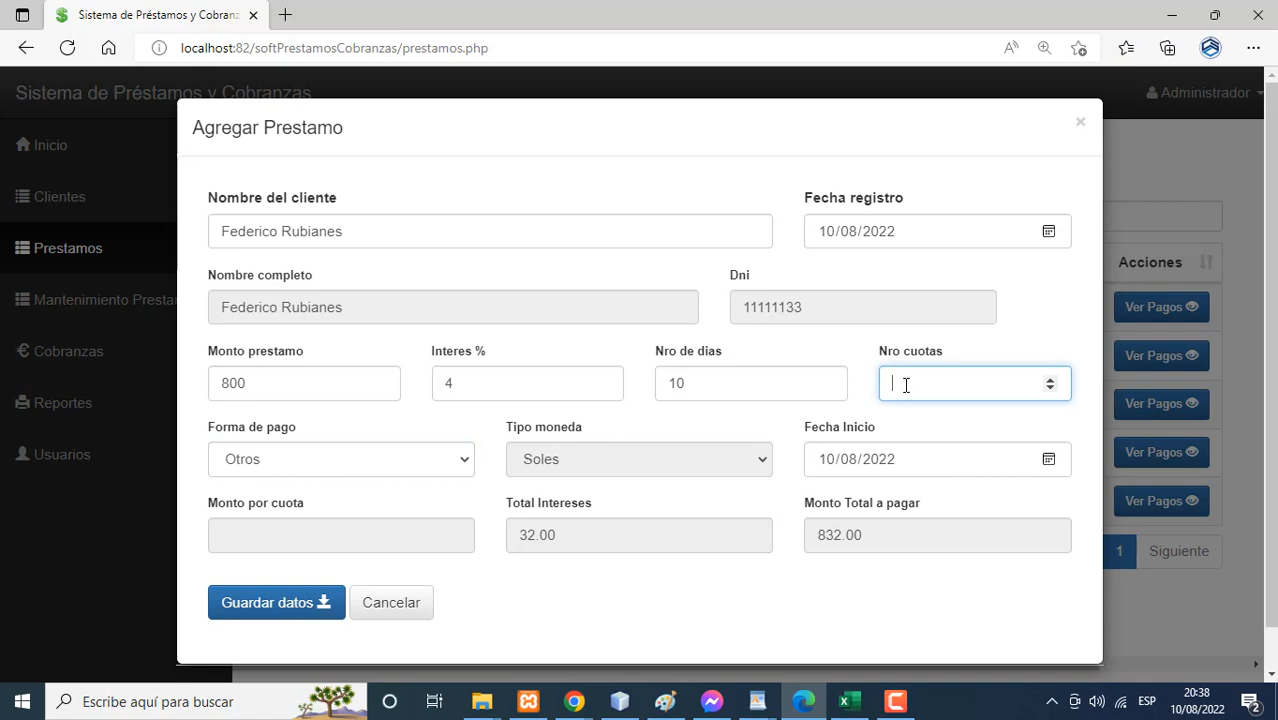 Sistema de Préstamos y Cobranz
localhost:82/softPrestamosCobranzas/prestamos.php
Sistema de Préstamos y Cobranzas
Administrador
Inicio
Clientes
Prestamos
Mantenimiento Prestar
Cobranzas
Reportes
Usuarios
Agregar Prestamo
×
Nombre del cliente
Fecha registro
Federico Rubianes
10/08/2022
Nombre completo
Dni
Federico Rubianes
11111133
Monto prestamo
Interes %
Nro de dias
Nro cuotas
800
4
10
Forma de pago
Tipo moneda
Fecha Inicio
Otros
Soles
10/08/2022
Monto por cuota
Total Intereses
Monto Total a pagar
32.00
832.00
Guardar datos
Cancelar
Acciones
Ver Pagos
Ver Pagos
Ver Pagos
Ver Pagos
Ver Pagos
1
Siguiente
Escribe aquí para buscar
ESP
20:38
10/08/2022
2